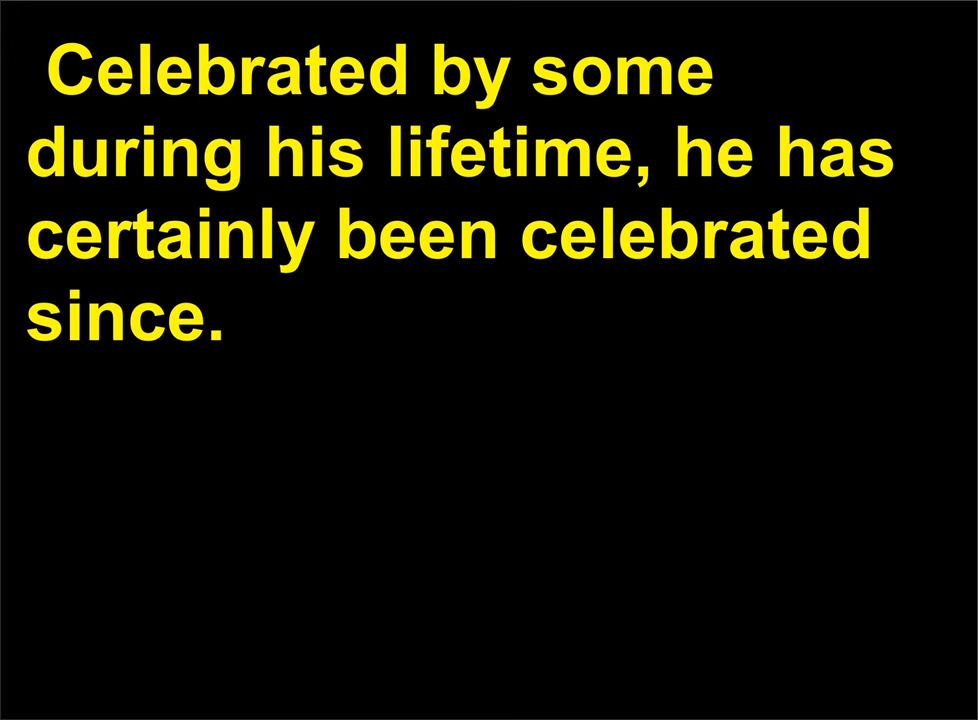 Celebrated by some
during his lifetime, he has
certainly been celebrated
since.